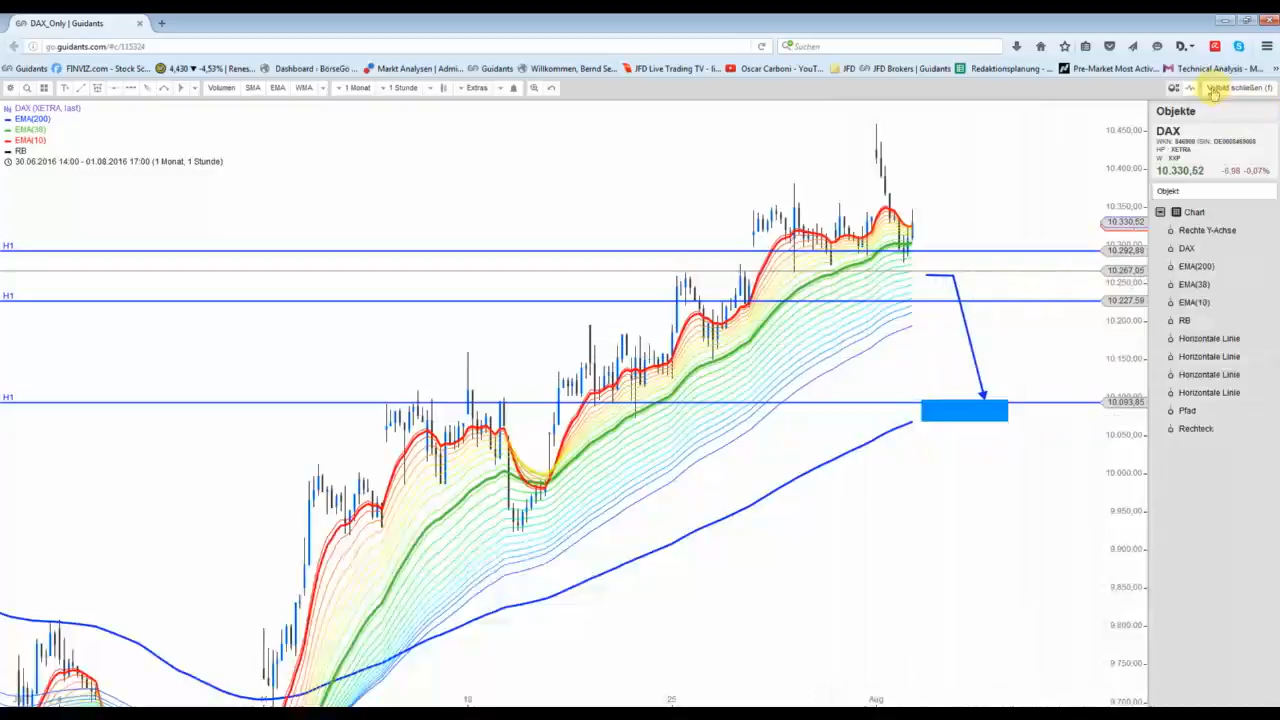 DAX_Only | Guidants
go.guidants.com/#c/115324
Suchen
Guidants FINVIZ.com - Stock Sc... 4,430 ▼ -4,53% | Renes... Dashboard ‹ BörseGo ... Markt Analysten | Admi... Guidants Willkommen, Bernd Se... JFD Live Trading TV - li... Oscar Carboni - YouT... JFD JFD Brokers | Guidants Redaktionsplanung - ... Pre-Market Most Activ... Technical Analysis - M...
Volumen SMA EMA WMA 1 Monat 1 Stunde Extras schließen (f)
DAX (XETRA, last)
EMA(200)
EMA(38)
EMA(10)
RB
30.06.2016 14:00 - 01.08.2016 17:00 (1 Monat, 1 Stunde)
H1
H1
H1
10.450,00
10.400,00
10.350,00
10.330,52
10.292,88
10.267,05
10.250,00
10.227,59
10.200,00
10.150,00
10.093,85
10.050,00
10.000,00
9.950,00
9.900,00
9.850,00
9.800,00
9.750,00
9.700,00
18
25
Aug
Objekte
DAX
WKN: 846900 ISIN: DE0008469008
HP XETRA
W XXP
10.330,52 -6,98 -0,07%
Objekt
Chart
Rechte Y-Achse
DAX
EMA(200)
EMA(38)
EMA(10)
RB
Horizontale Linie
Horizontale Linie
Horizontale Linie
Horizontale Linie
Pfad
Rechteck